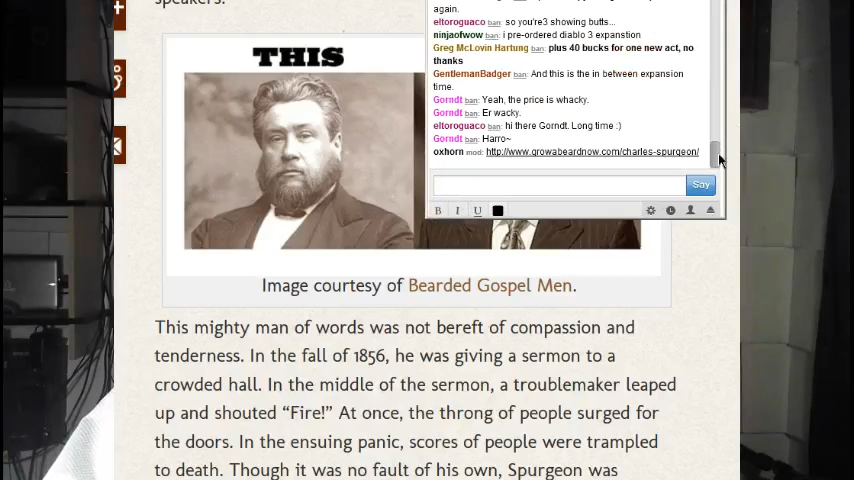 speakers.
THIS
again.
eltoroguaco ban: so you're3 showing butts...
ninjaofwow ban: i pre-ordered diablo 3 expanstion
Greg McLovin Hartung ban: plus 40 bucks for one new act, no
thanks
GentlemanBadger ban: And this is the in between expansion
time.
Gorndt ban: Yeah, the price is whacky.
Gorndt ban: Er wacky.
eltoroguaco ban: hi there Gorndt. Long time :)
Gorndt ban: Harro~
oxhorn mod: http://www.growabeardnow.com/charles-spurgeon/
Say
B I U
Image courtesy of Bearded Gospel Men.
This mighty man of words was not bereft of compassion and
tenderness. In the fall of 1856, he was giving a sermon to a
crowded hall. In the middle of the sermon, a troublemaker leaped
up and shouted “Fire!” At once, the throng of people surged for
the doors. In the ensuing panic, scores of people were trampled
to death. Though it was no fault of his own, Spurgeon was